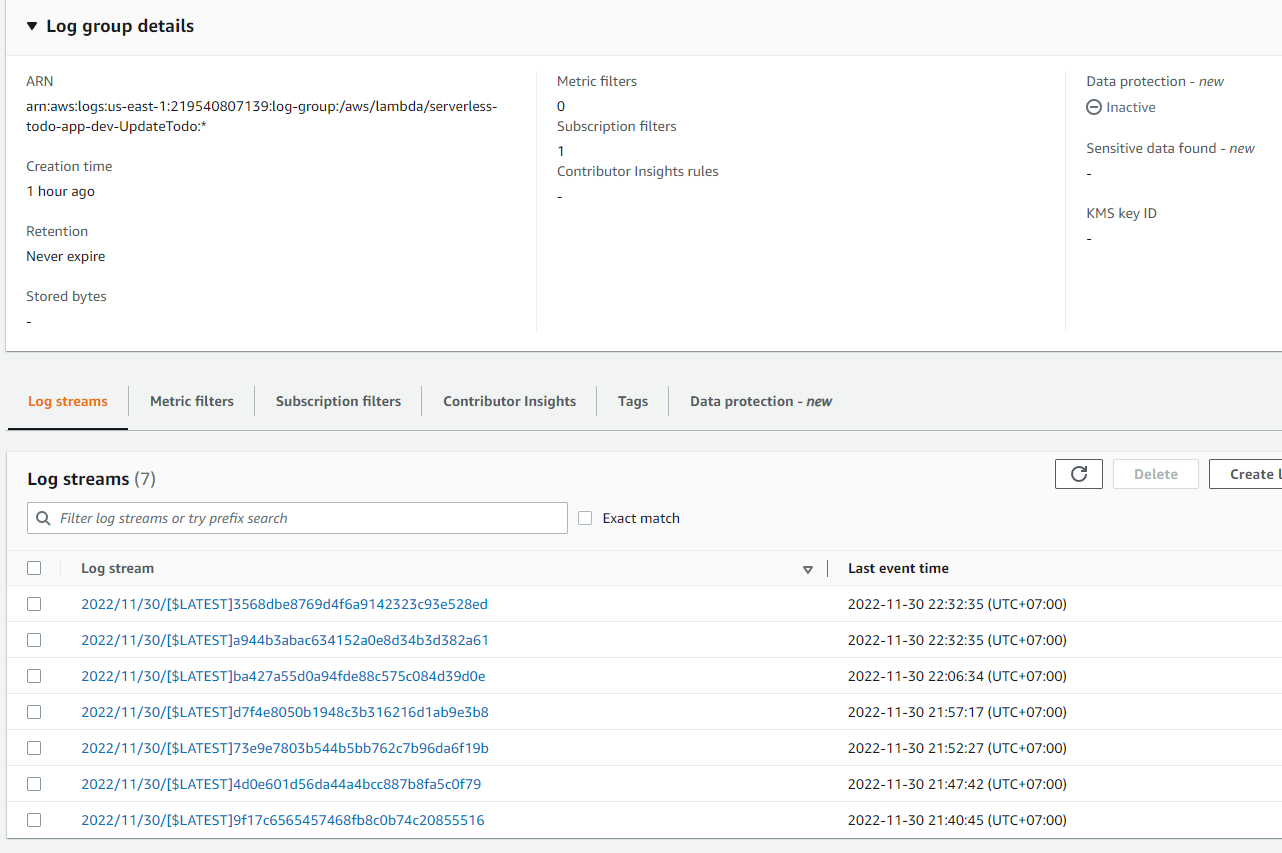 Log group details
ARN
arn:aws:logs:us-east-1:219540807139:log-group:/aws/lambda/serverless-
todo-app-dev-UpdateTodo:*
Creation time
1 hour ago
Retention
Never expire
Stored bytes
-
Metric filters
0
Subscription filters
1
Contributor Insights rules
-
Data protection - new
Inactive
Sensitive data found - new
-
KMS key ID
-
Log streams Metric filters Subscription filters Contributor Insights Tags Data protection - new
Log streams (7)
Delete Create l
Filter log streams or try prefix search Exact match
Log stream Last event time
2022/11/30/[$LATEST]3568dbe8769d4f6a9142323c93e528ed 2022-11-30 22:32:35 (UTC+07:00)
2022/11/30/[$LATEST]a944b3abac634152a0e8d34b3d382a61 2022-11-30 22:32:35 (UTC+07:00)
2022/11/30/[$LATEST]ba427a55d0a94fde88c575c084d39d0e 2022-11-30 22:06:34 (UTC+07:00)
2022/11/30/[$LATEST]d7f4e8050b1948c3b316216d1ab9e3b8 2022-11-30 21:57:17 (UTC+07:00)
2022/11/30/[$LATEST]73e9e7803b544b5bb762c7b96da6f19b 2022-11-30 21:52:27 (UTC+07:00)
2022/11/30/[$LATEST]4d0e601d56da44a4bcc887b8fa5c0f79 2022-11-30 21:47:42 (UTC+07:00)
2022/11/30/[$LATEST]9f17c6565457468fb8c0b74c20855516 2022-11-30 21:40:45 (UTC+07:00)